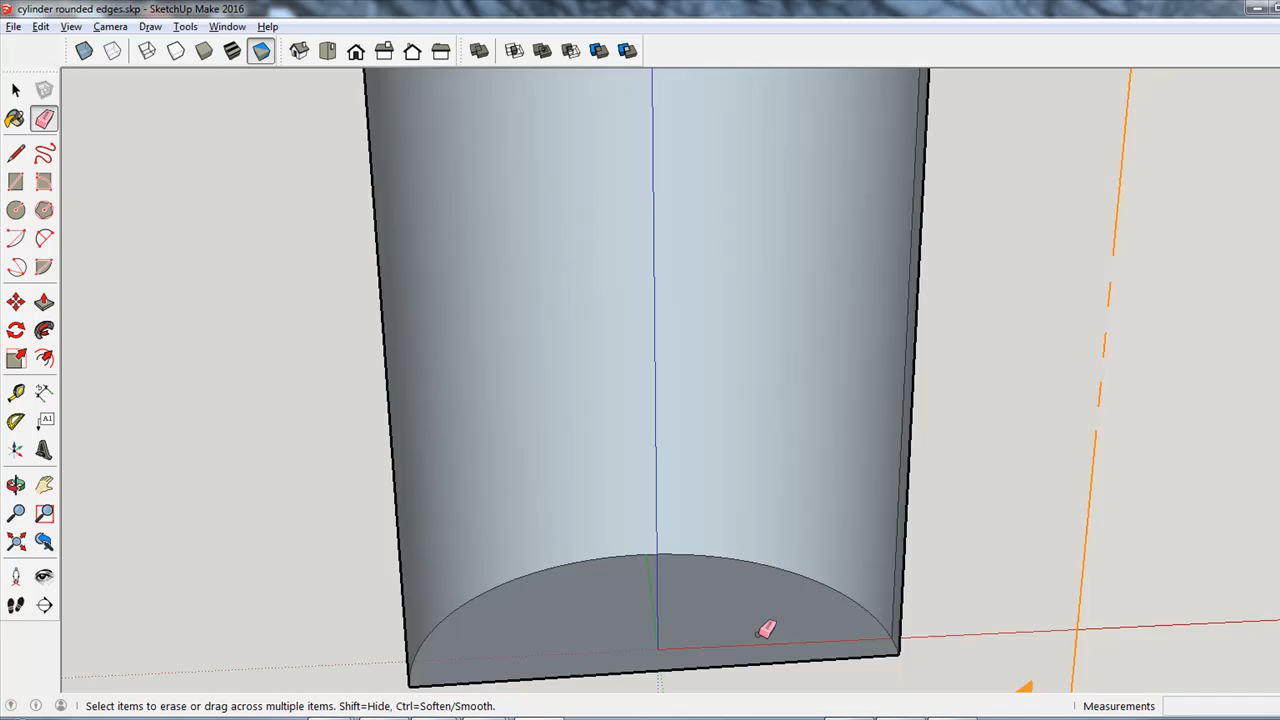 cylinder rounded edges.skp - SketchUp Make 2016
File Edit View Camera Draw Tools Window Help
A1
Select items to erase or drag across multiple items. Shift=Hide, Ctrl=Soften/Smooth.
Measurements